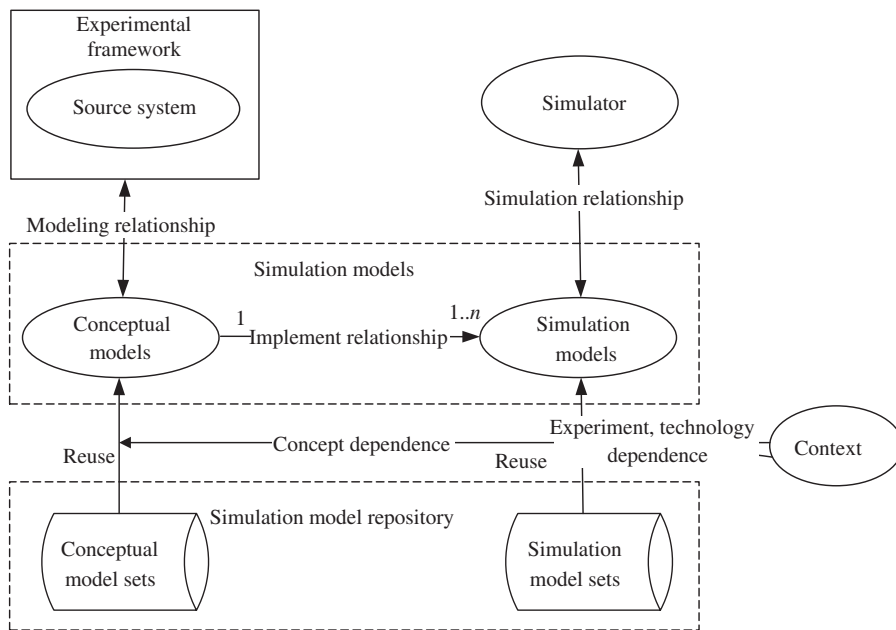 Experimental
framework
Source system
Simulator
Modeling relationship
Simulation relationship
Simulation models
Conceptual
models
1
Implement relationship
1..n
Simulation
models
Reuse
Concept dependence
Reuse
Experiment, technology
dependence
Context
Simulation model repository
Conceptual
model sets
Simulation
model sets